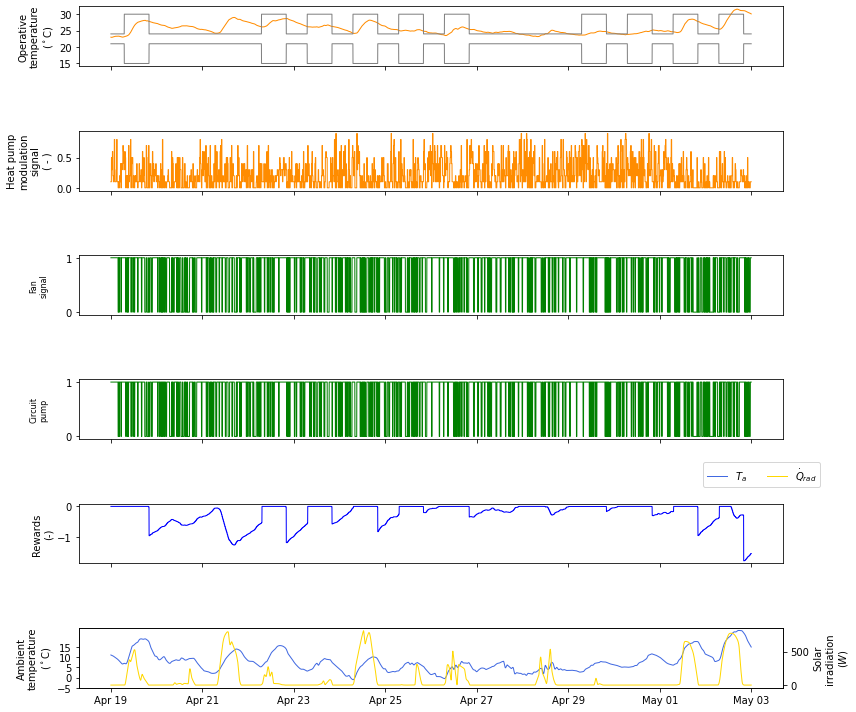 Operative
temperature
(°C)
30
25
20
15
Heat pump
modulation
signal
( - )
0.5
0.0
Fan
signal
1
0
Circuit
pump
1
0
T_a
Q̇_rad
Rewards
(-)
0
−1
Ambient
temperature
(°C)
15
10
5
0
−5
500
0
Solar
irradiation
(W)
Apr 19 Apr 21 Apr 23 Apr 25 Apr 27 Apr 29 May 01 May 03